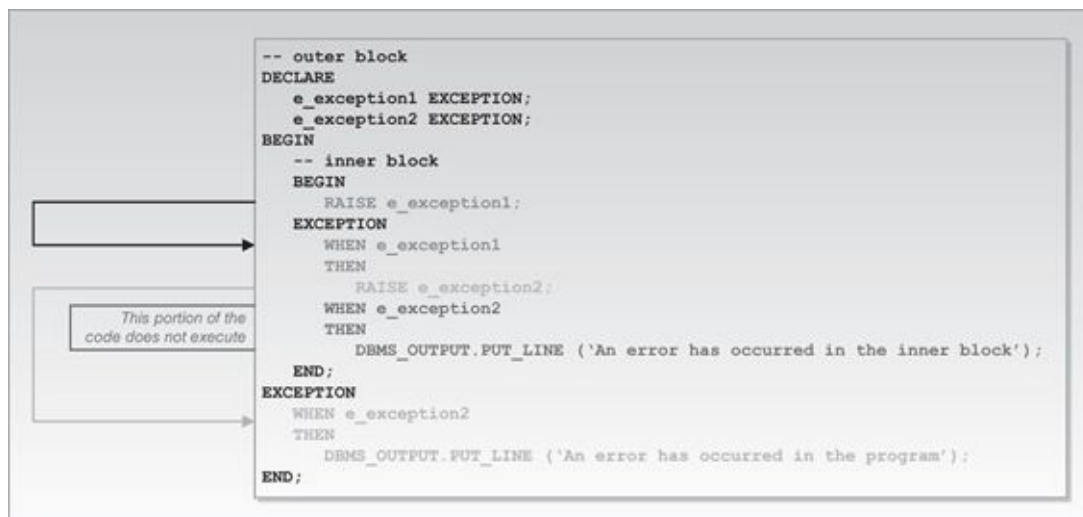 -- outer block
DECLARE
e_exception1 EXCEPTION;
e_exception2 EXCEPTION;
BEGIN
-- inner block
BEGIN
RAISE e_exception1;
EXCEPTION
WHEN e_exception1
THEN
RAISE e_exception2;
WHEN e_exception2
THEN
DBMS_OUTPUT.PUT_LINE (‘An error has occurred in the inner block’);
END;
EXCEPTION
WHEN e_exception2
THEN
DBMS_OUTPUT.PUT_LINE (‘An error has occurred in the program’);
END;
This portion of the
code does not execute